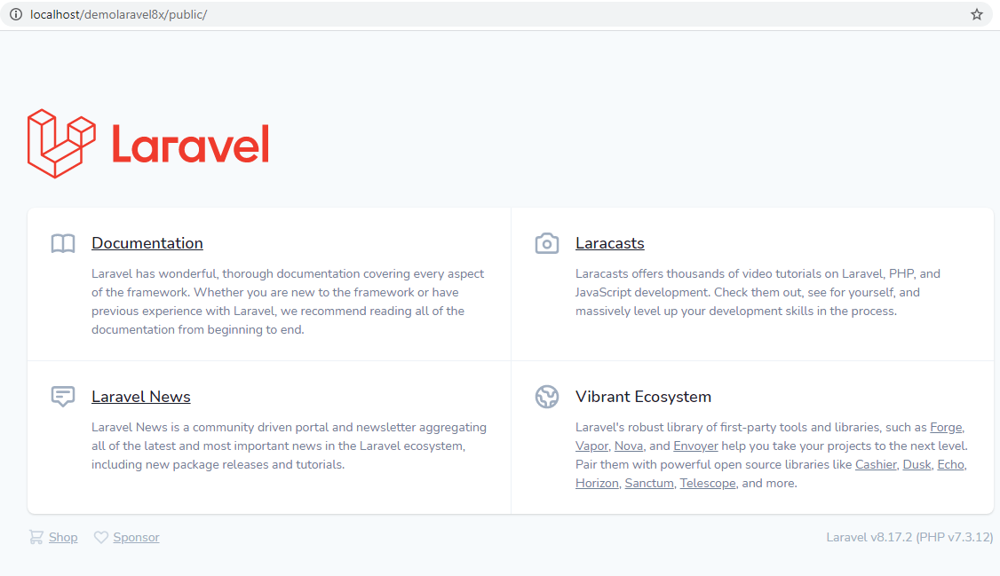 localhost/demolaravel8x/public/
Laravel
Documentation
Laravel has wonderful, thorough documentation covering every aspect
of the framework. Whether you are new to the framework or have
previous experience with Laravel, we recommend reading all of the
documentation from beginning to end.
Laracasts
Laracasts offers thousands of video tutorials on Laravel, PHP, and
JavaScript development. Check them out, see for yourself, and
massively level up your development skills in the process.
Laravel News
Laravel News is a community driven portal and newsletter aggregating
all of the latest and most important news in the Laravel ecosystem,
including new package releases and tutorials.
Vibrant Ecosystem
Laravel's robust library of first-party tools and libraries, such as Forge,
Vapor, Nova, and Envoyer help you take your projects to the next level.
Pair them with powerful open source libraries like Cashier, Dusk, Echo,
Horizon, Sanctum, Telescope, and more.
Shop
Sponsor
Laravel v8.17.2 (PHP v7.3.12)